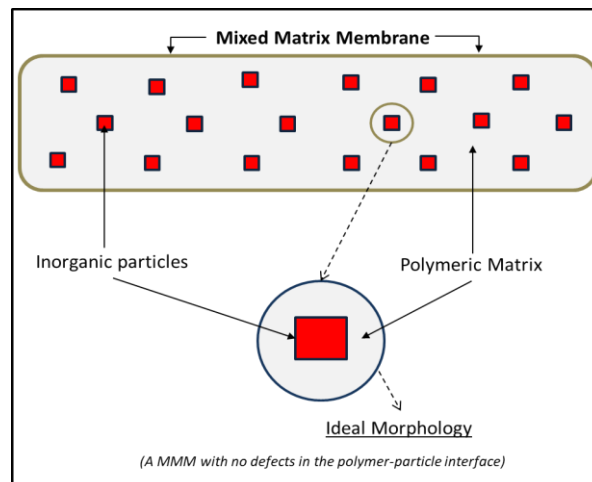 Mixed Matrix Membrane
Inorganic particles
Polymeric Matrix
Ideal Morphology
(A MMM with no defects in the polymer-particle interface)